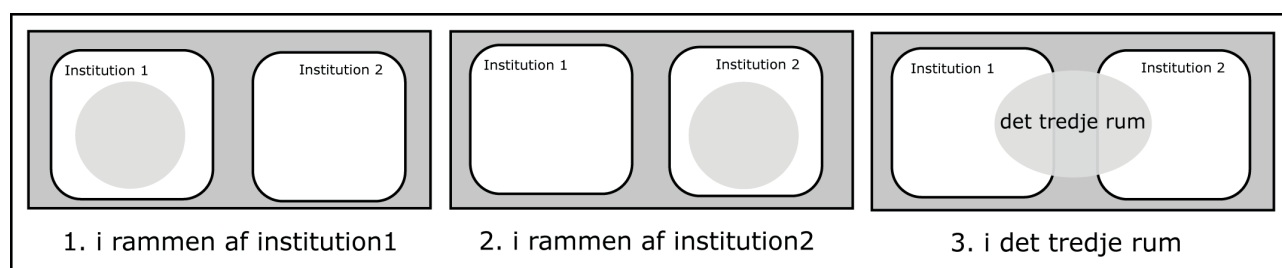 Institution 1
Institution 2
1. i rammen af institution1
Institution 1
Institution 2
2. i rammen af institution2
Institution 1
Institution 2
det tredje rum
3. i det tredje rum